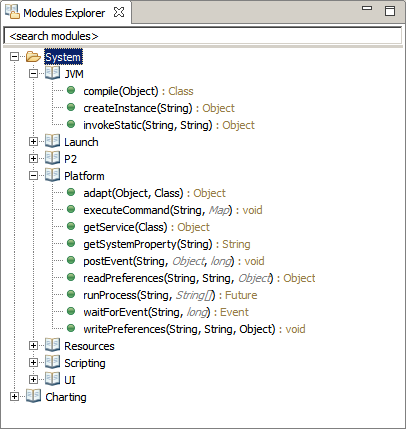 Modules Explorer
<search modules>
System
JVM
compile(Object) : Class
createInstance(String) : Object
invokeStatic(String, String) : Object
Launch
P2
Platform
adapt(Object, Class) : Object
executeCommand(String, Map) : void
getService(Class) : Object
getSystemProperty(String) : String
postEvent(String, Object, long) : void
readPreferences(String, String, Object) : Object
runProcess(String, String[]) : Future
waitForEvent(String, long) : Event
writePreferences(String, String, Object) : void
Resources
Scripting
UI
Charting